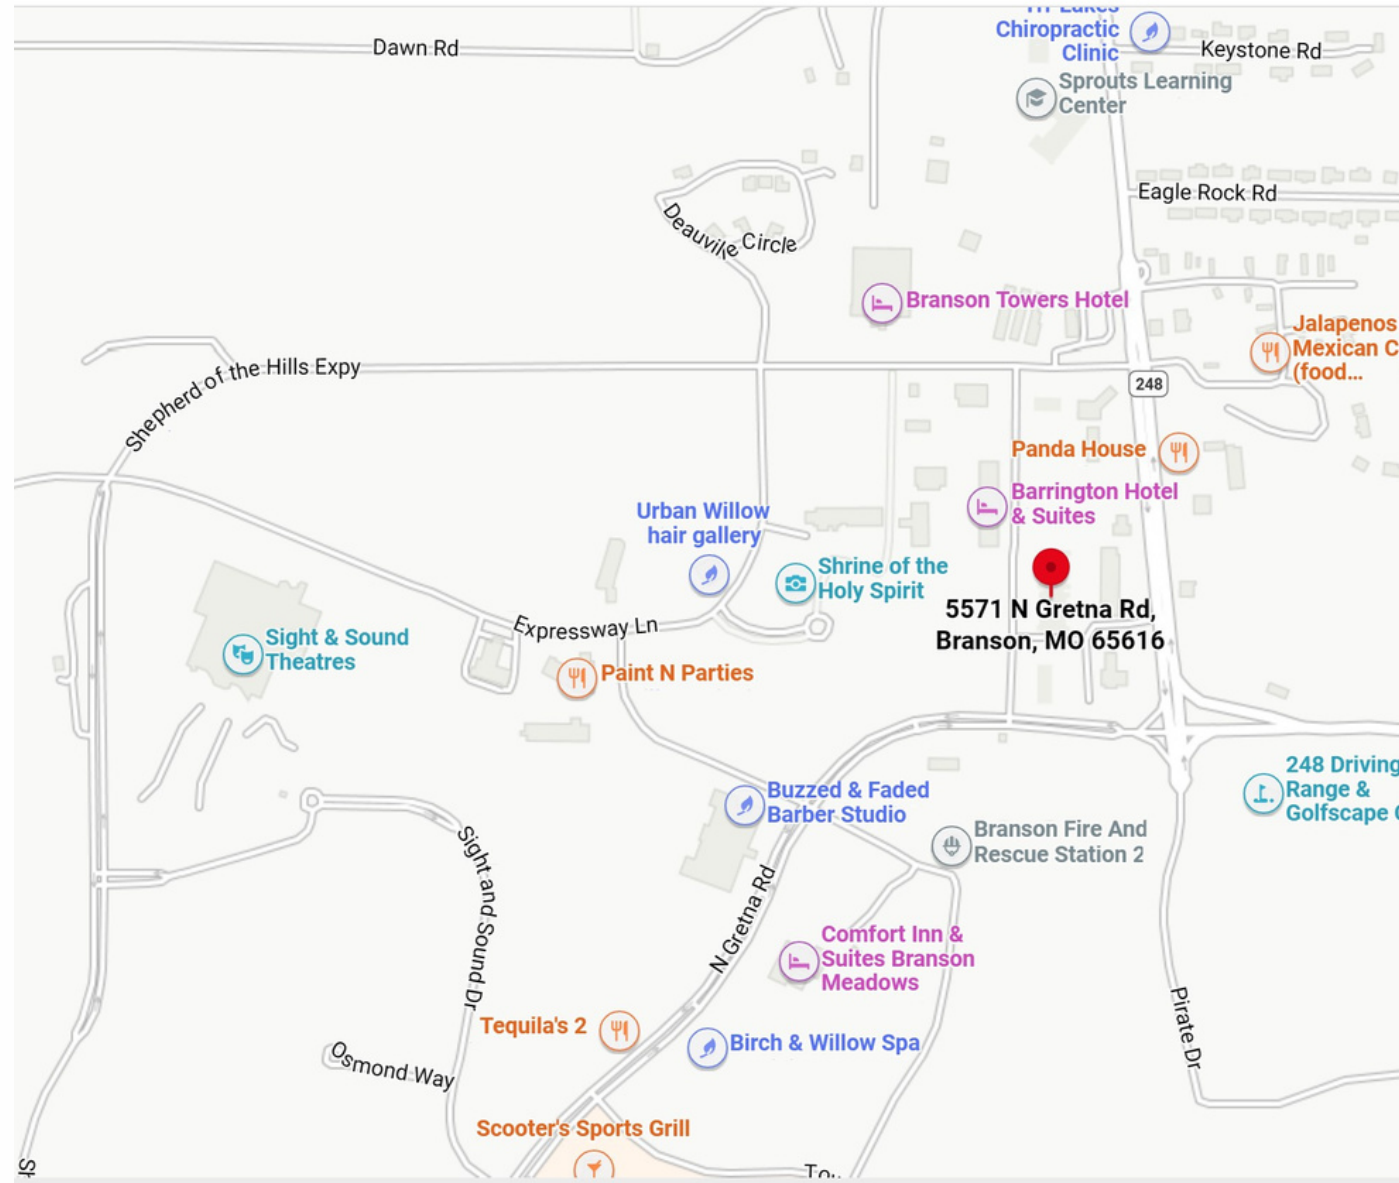 Tri-Lakes
Chiropractic
Clinic
Dawn Rd
Keystone Rd
Sprouts Learning
Center
Eagle Rock Rd
Deauville Circle
Branson Towers Hotel
Jalapenos
Mexican C
(food...
Shepherd of the Hills Expy
248
Panda House
Barrington Hotel
& Suites
Urban Willow
hair gallery
Shrine of the
Holy Spirit
5571 N Gretna Rd,
Branson, MO 65616
Expressway Ln
Sight & Sound
Theatres
Paint N Parties
248 Driving
Range &
Golfscape
Buzzed & Faded
Barber Studio
Branson Fire And
Rescue Station 2
Sight and Sound Dr
N Gretna Rd
Comfort Inn &
Suites Branson
Meadows
Pirate Dr
Tequila's 2
Birch & Willow Spa
Osmond Way
Scooter's Sports Grill